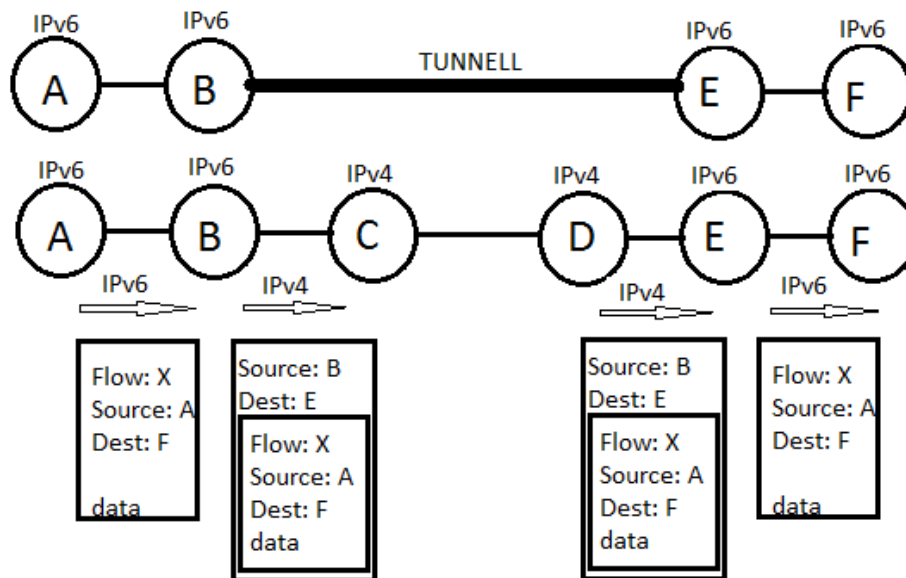 IPv6 IPv6 IPv6 IPv6
A B TUNNELL E F
IPv6 IPv6 IPv4 IPv4 IPv6 IPv6
A B C D E F
IPv6 IPv4 IPv4 IPv6
Flow: X
Source: A
Dest: F
data
Source: B
Dest: E
Flow: X
Source: A
Dest: F
data
Source: B
Dest: E
Flow: X
Source: A
Dest: F
data
Flow: X
Source: A
Dest: F
data